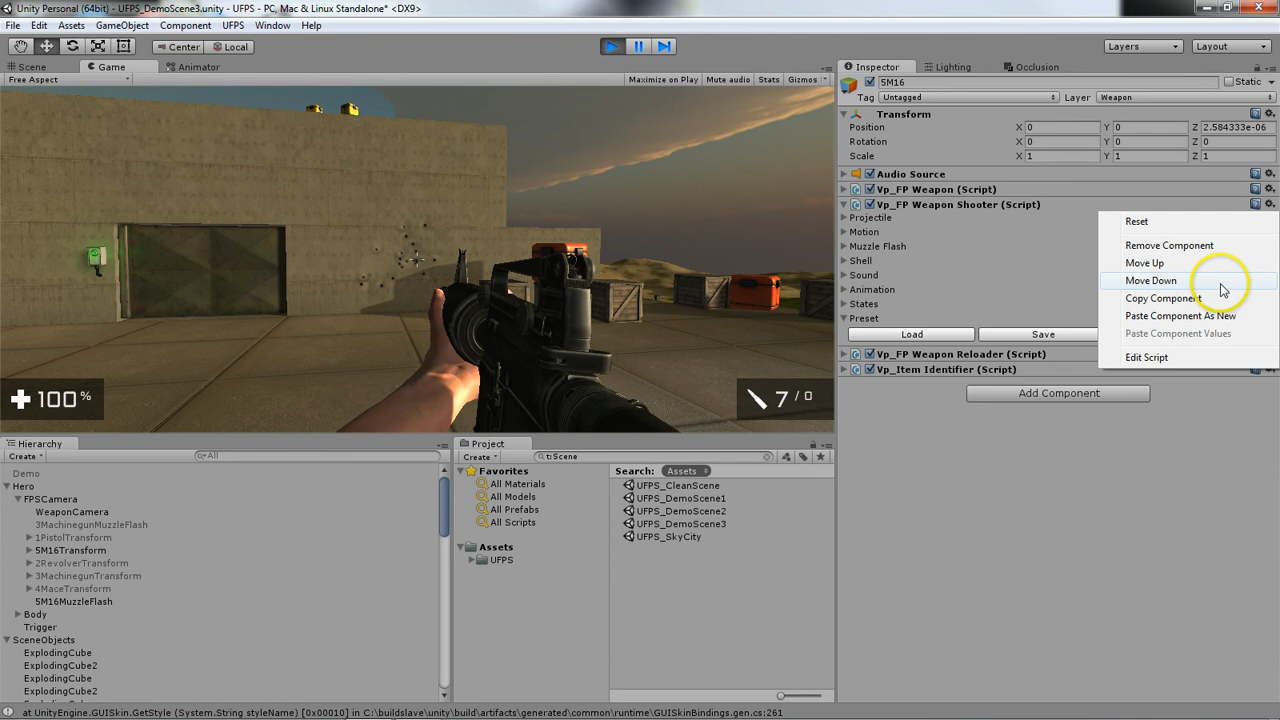 Unity Personal (64bit) - UFPS_DemoScene3.unity - UFPS - PC, Mac & Linux Standalone* <DX9>
File Edit Assets GameObject Component UFPS Window Help
Center Local Layers Layout
Scene Game Animator
Free Aspect Maximize on Play Mute audio Stats Gizmos
100%
7 / 0
Inspector Lighting Occlusion
5M16 Static
Tag Untagged Layer Weapon
Transform
Position X 0 Y 0 Z 2.584333e-06
Rotation X 0 Y 0 Z 0
Scale X 1 Y 1 Z 1
Audio Source
Vp_FP Weapon (Script)
Vp_FP Weapon Shooter (Script)
Projectile
Motion
Muzzle Flash
Shell
Sound
Animation
States
Preset
Load Save
Vp_FP Weapon Reloader (Script)
Vp_Item Identifier (Script)
Add Component
Reset
Remove Component
Move Up
Move Down
Copy Component
Paste Component As New
Paste Component Values
Edit Script
Hierarchy
Create All
Demo
Hero
FPSCamera
WeaponCamera
3MachinegunMuzzleFlash
1PistolTransform
5M16Transform
2RevolverTransform
3MachinegunTransform
4MaceTransform
5M16MuzzleFlash
Body
Trigger
SceneObjects
ExplodingCube
ExplodingCube2
ExplodingCube
ExplodingCube2
Project
Create t:Scene
Favorites
All Materials
All Models
All Prefabs
All Scripts
Assets
UFPS
Search: Assets
UFPS_CleanScene
UFPS_DemoScene1
UFPS_DemoScene2
UFPS_DemoScene3
UFPS_SkyCity
at UnityEngine.GUISkin.GetStyle (System.String styleName) [0x00010] in C:\buildslave\unity\build\artifacts\generated\common\runtime\GUISkinBindings.gen.cs:261